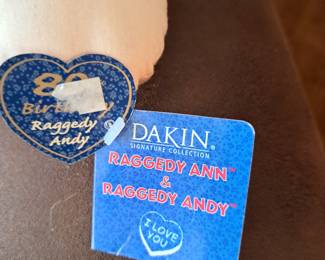 80
Birthday
Raggedy
Andy
DAKIN
SIGNATURE COLLECTION®
RAGGEDY ANN™
&
RAGGEDY ANDY™
I LOVE
YOU